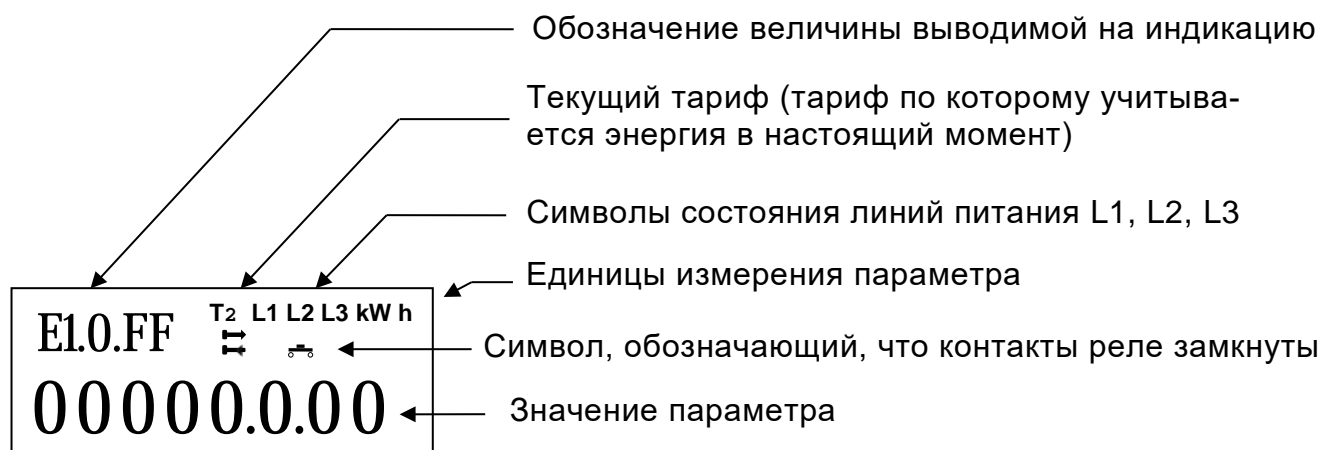 Обозначение величины выводимой на индикацию
Текущий тариф (тариф по которому учитыва-
ется энергия в настоящий момент)
Символы состояния линий питания L1, L2, L3
Единицы измерения параметра
E1.0.FF T2 L1 L2 L3 kW h
Символ, обозначающий, что контакты реле замкнуты
00000.0.00
Значение параметра